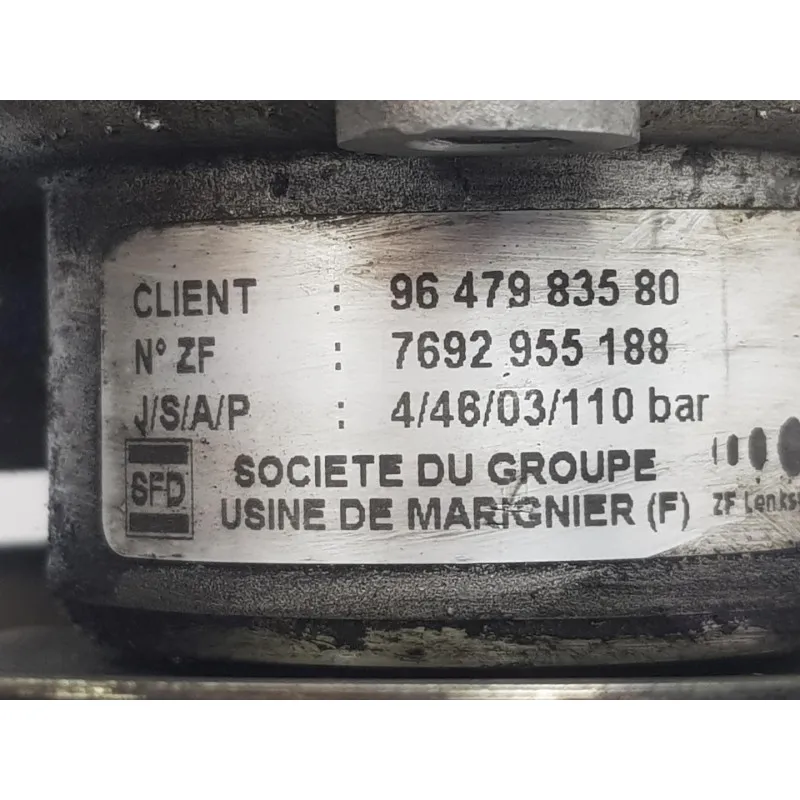 CLIENT : 96 479 835 80
N° ZF : 7692 955 188
J/S/A/P : 4/46/03/110 bar
SFD
SOCIETE DU GROUPE
USINE DE MARIGNIER (F)
ZF Lenks